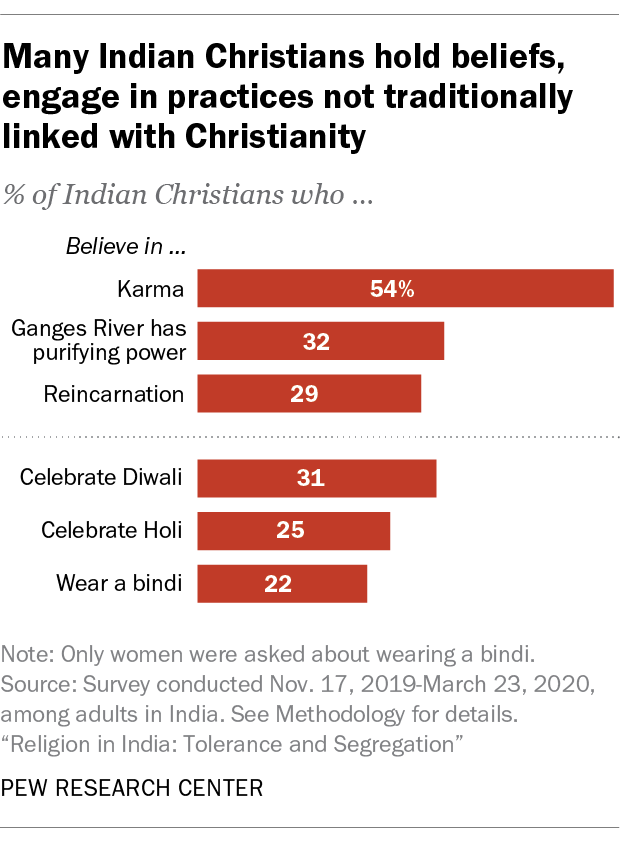 Many Indian Christians hold beliefs,
engage in practices not traditionally
linked with Christianity
% of Indian Christians who ...
Believe in ...
Karma 54%
Ganges River has
purifying power 32
Reincarnation 29
Celebrate Diwali 31
Celebrate Holi 25
Wear a bindi 22
Note: Only women were asked about wearing a bindi.
Source: Survey conducted Nov. 17, 2019-March 23, 2020,
among adults in India. See Methodology for details.
“Religion in India: Tolerance and Segregation”
PEW RESEARCH CENTER